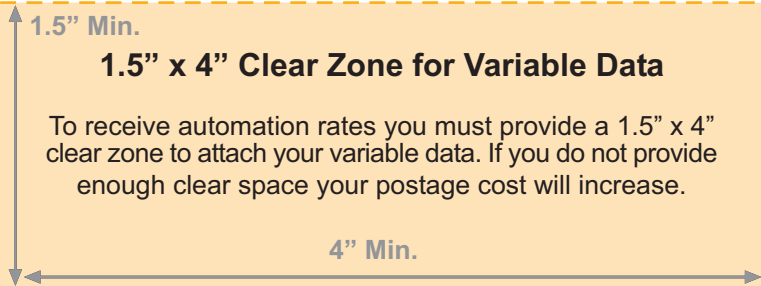 1.5” Min.
1.5” x 4” Clear Zone for Variable Data
To receive automation rates you must provide a 1.5” x 4”
clear zone to attach your variable data. If you do not provide
enough clear space your postage cost will increase.
4” Min.